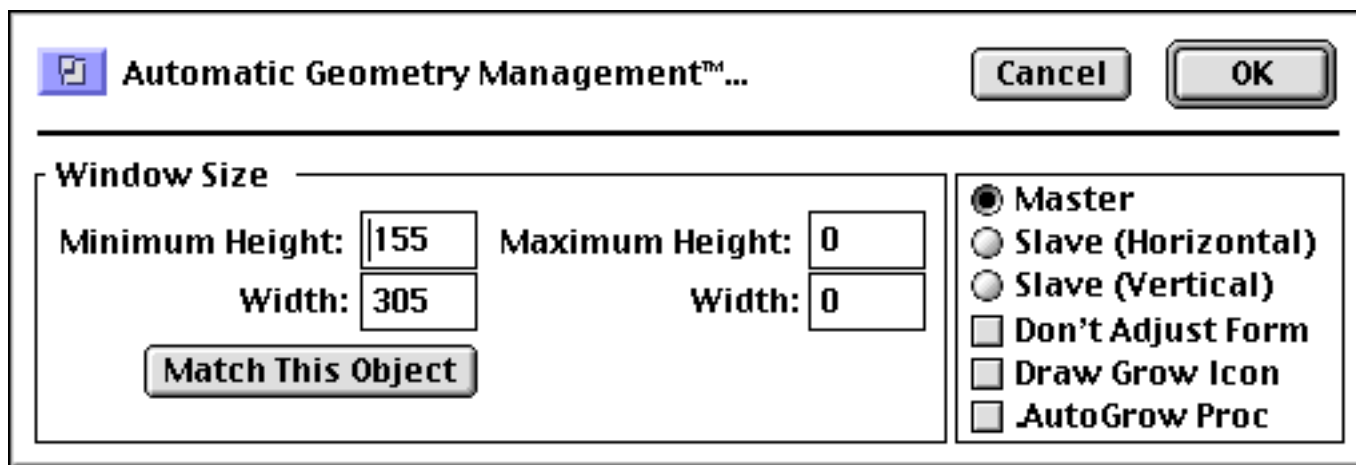 Automatic Geometry Management™...
Cancel
OK
Window Size
Minimum Height: 155
Maximum Height: 0
Width: 305
Width: 0
Match This Object
Master
Slave (Horizontal)
Slave (Vertical)
Don't Adjust Form
Draw Grow Icon
.AutoGrow Proc